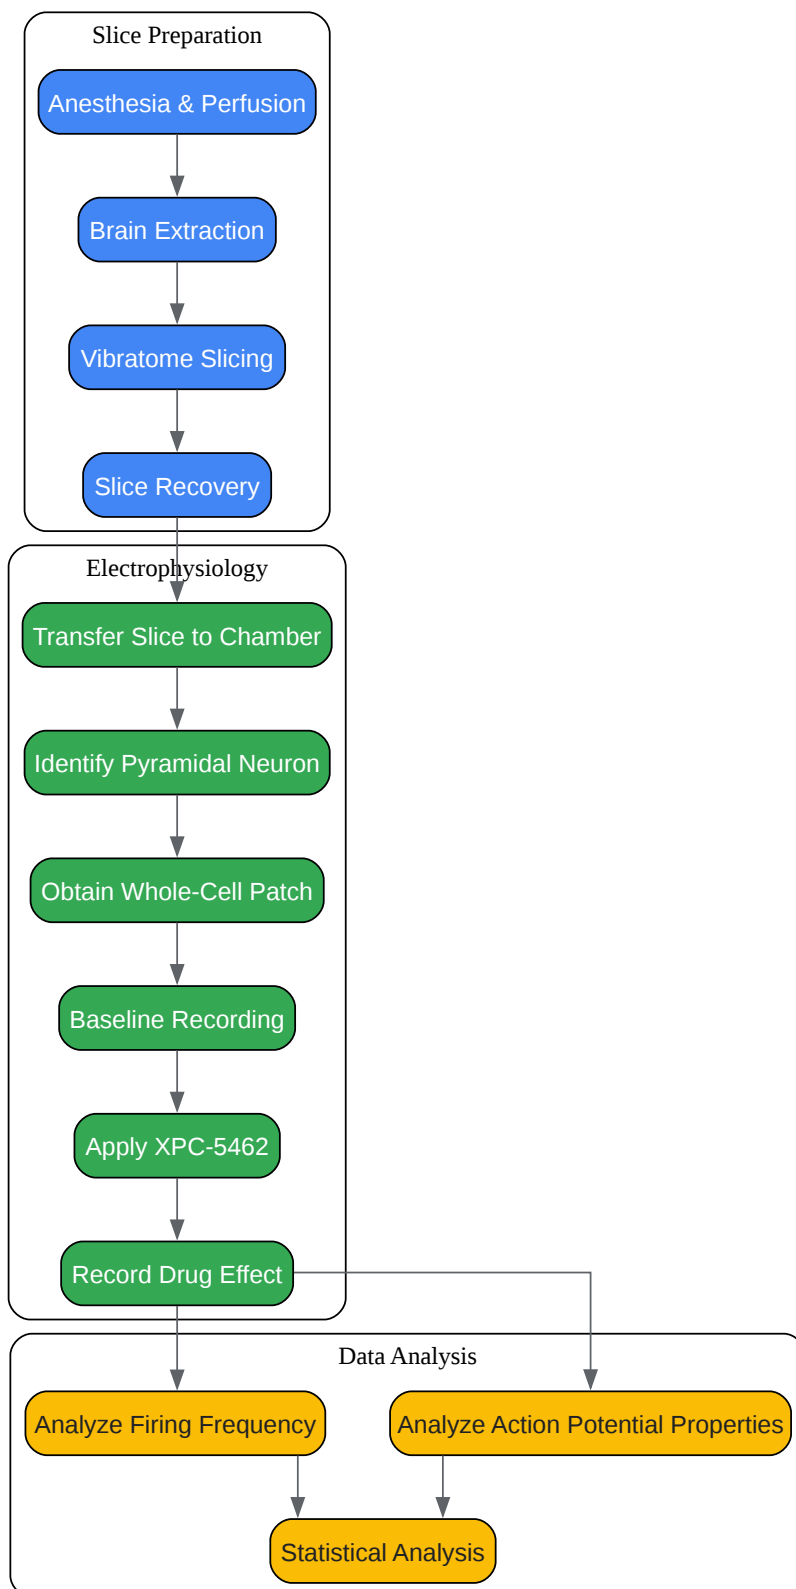 Slice Preparation
Anesthesia & Perfusion
Brain Extraction
Vibratome Slicing
Slice Recovery
Electrophysiology
Transfer Slice to Chamber
Identify Pyramidal Neuron
Obtain Whole-Cell Patch
Baseline Recording
Apply XPC-5462
Record Drug Effect
Data Analysis
Analyze Firing Frequency
Analyze Action Potential Properties
Statistical Analysis